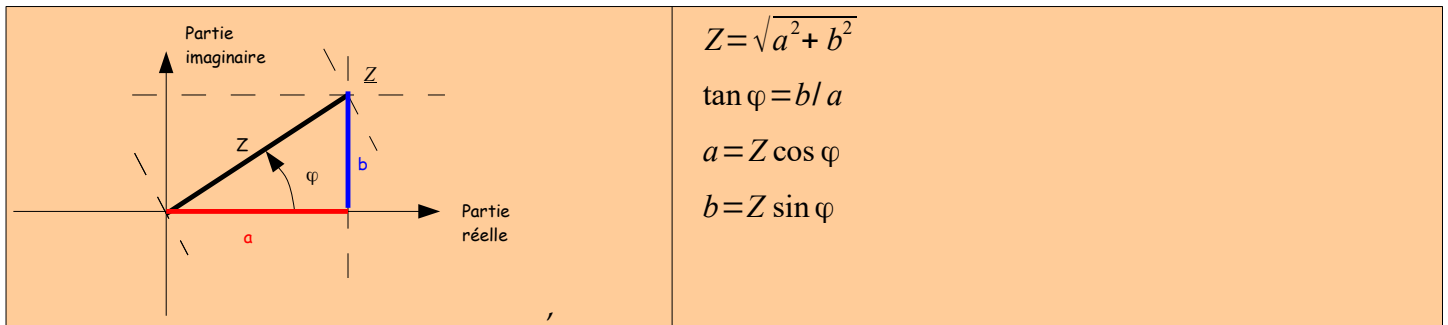 Partie
imaginaire
Z
Z
φ
b
Partie
réelle
a
,
Z=√a²+b²
tan φ=b/a
a=Z cos φ
b=Z sin φ